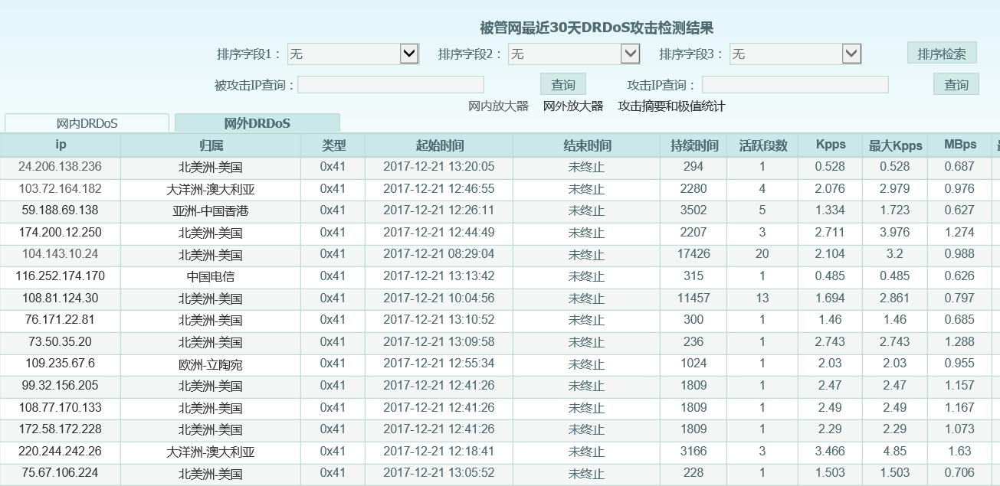 被管网最近30天DRDoS攻击检测结果
排序字段1： 无 排序字段2： 无 排序字段3： 无 排序检索
被攻击IP查询： 查询 攻击IP查询： 查询
网内放大器 网外放大器 攻击摘要和极值统计
网内DRDoS 网外DRDoS
ip 归属 类型 起始时间 结束时间 持续时间 活跃段数 Kpps 最大Kpps MBps
24.206.138.236 北美洲-美国 0x41 2017-12-21 13:20:05 未终止 294 1 0.528 0.528 0.687
103.72.164.182 大洋洲-澳大利亚 0x41 2017-12-21 12:46:55 未终止 2280 4 2.076 2.979 0.976
59.188.69.138 亚洲-中国香港 0x41 2017-12-21 12:26:11 未终止 3502 5 1.334 1.723 0.627
174.200.12.250 北美洲-美国 0x41 2017-12-21 12:44:49 未终止 2207 3 2.711 3.976 1.274
104.143.10.24 北美洲-美国 0x41 2017-12-21 08:29:04 未终止 17426 20 2.104 3.2 0.988
116.252.174.170 中国电信 0x41 2017-12-21 13:13:42 未终止 315 1 0.485 0.485 0.626
108.81.124.30 北美洲-美国 0x41 2017-12-21 10:04:56 未终止 11457 13 1.694 2.861 0.797
76.171.22.81 北美洲-美国 0x41 2017-12-21 13:10:52 未终止 300 1 1.46 1.46 0.685
73.50.35.20 北美洲-美国 0x41 2017-12-21 13:09:58 未终止 236 1 2.743 2.743 1.288
109.235.67.6 欧洲-立陶宛 0x41 2017-12-21 12:55:34 未终止 1024 1 2.03 2.03 0.955
99.32.156.205 北美洲-美国 0x41 2017-12-21 12:41:26 未终止 1809 1 2.47 2.47 1.157
108.77.170.133 北美洲-美国 0x41 2017-12-21 12:41:26 未终止 1809 1 2.49 2.49 1.167
172.58.172.228 北美洲-美国 0x41 2017-12-21 12:41:26 未终止 1809 1 2.29 2.29 1.073
220.244.242.26 大洋洲-澳大利亚 0x41 2017-12-21 12:18:41 未终止 3166 3 3.466 4.85 1.63
75.67.106.224 北美洲-美国 0x41 2017-12-21 13:05:52 未终止 228 1 1.503 1.503 0.706